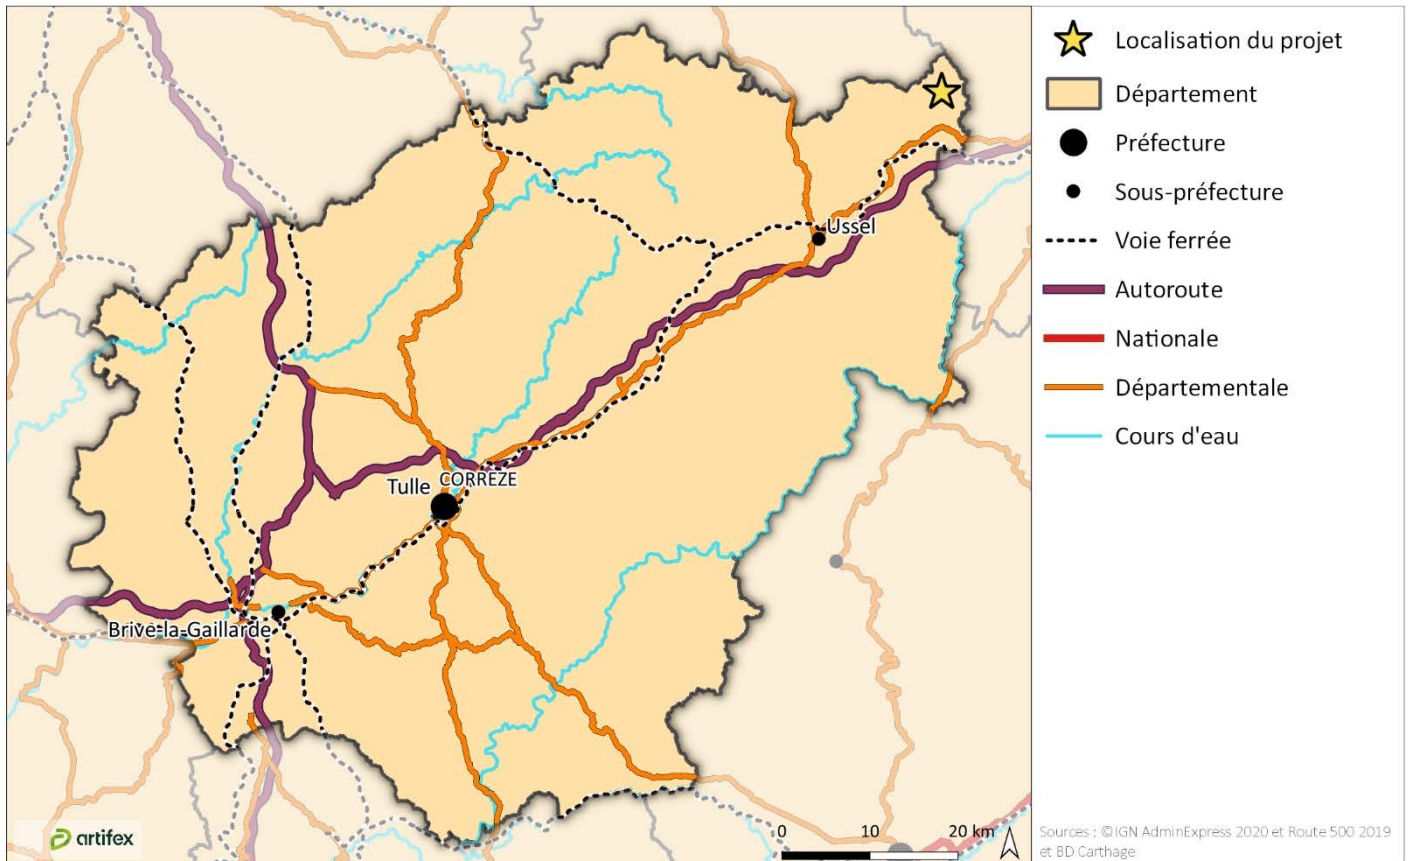 Ussel
Tulle
CORREZE
Brive-la-Gaillarde
artifex
0 10 20 km
Localisation du projet
Département
Préfecture
Sous-préfecture
Voie ferrée
Autoroute
Nationale
Départementale
Cours d'eau
Sources : ©IGN AdminExpress 2020 et Route 500 2019
et BD Carthage